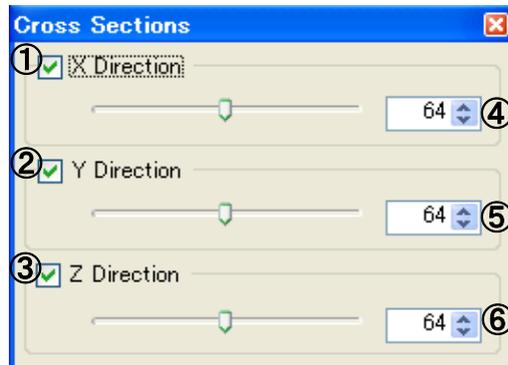 Cross Sections
① X Direction
64 ④
② Y Direction
64 ⑤
③ Z Direction
64 ⑥